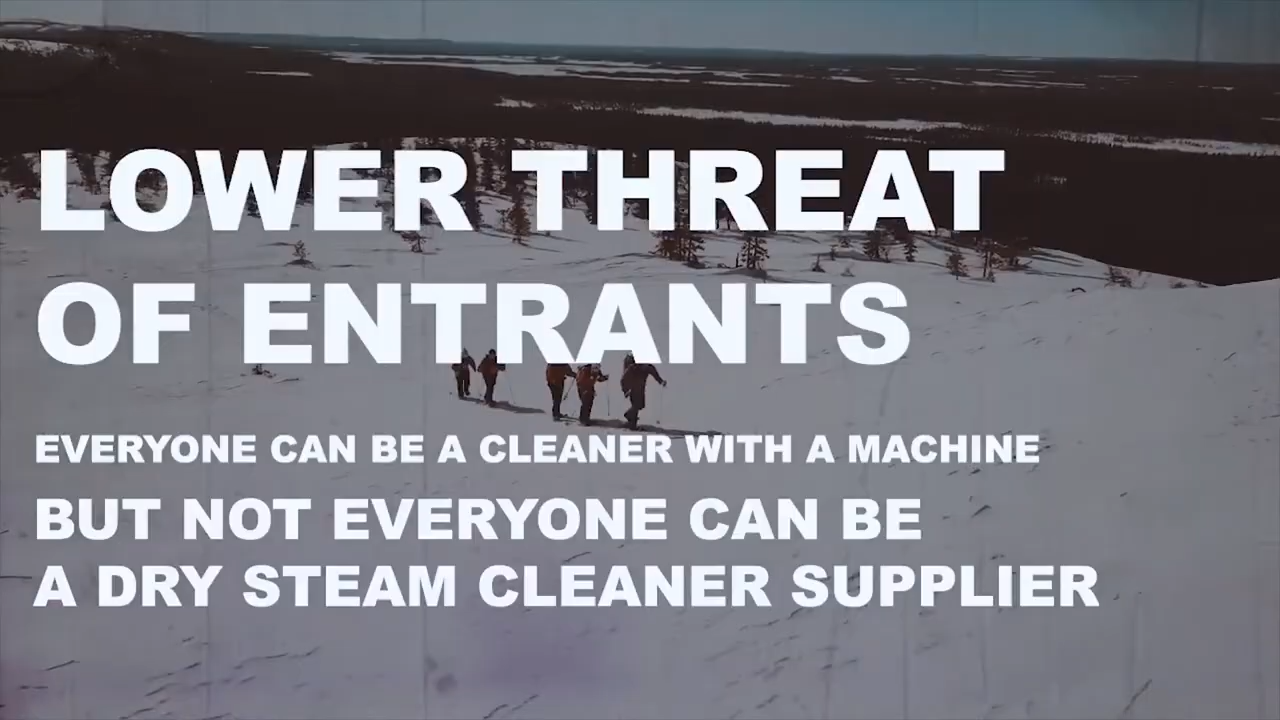 LOWER THREAT
OF ENTRANTS
EVERYONE CAN BE A CLEANER WITH A MACHINE
BUT NOT EVERYONE CAN BE
A DRY STEAM CLEANER SUPPLIER